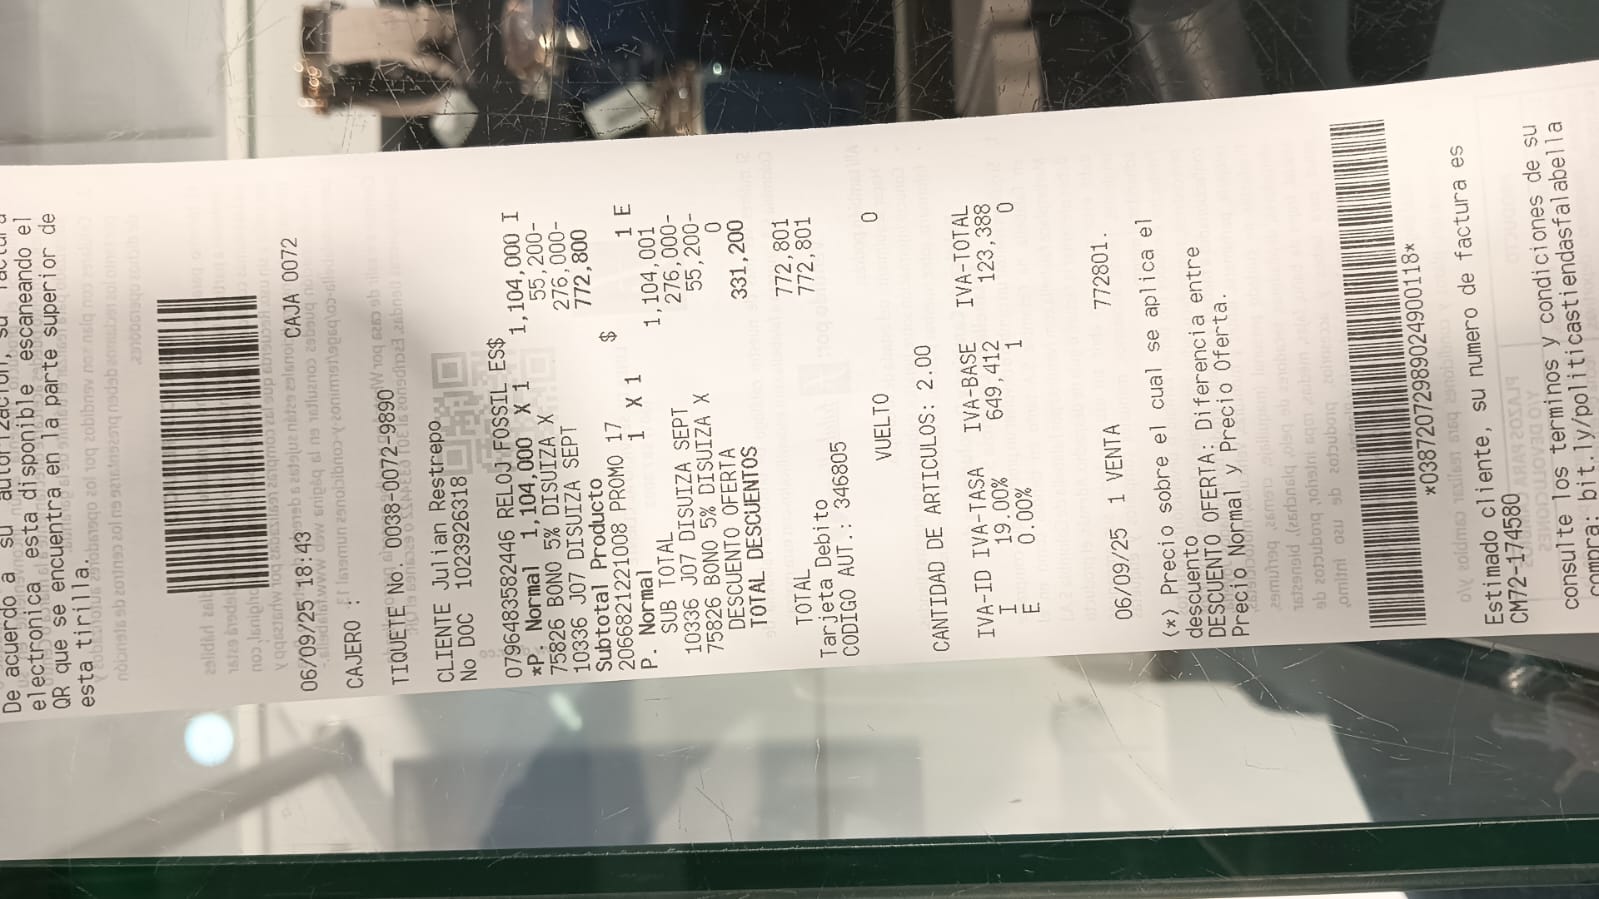 De acuerdo a su autorizacion, su factura
electronica esta disponible escaneando el
QR que se encuentra en la parte superior de
esta tirilla.
06/09/25 18:43 CAJA 0072
CAJERO :
TIQUETE No. 0038-0072-9890
CLIENTE Julian Restrepo
No DOC 1023926318
0796483582446 RELOJ FOSSIL ES$ 1,104,000 I
*P. Normal 1,104,000 X 1
75826 BONO 5% DISUIZA X 55,200-
10336 JO7 DISUIZA SEPT 276,000-
Subtotal Producto 772,800
2066821221008 PROMO 17 $ 1 E
P. Normal 1 X 1
SUB TOTAL 1,104,001
10336 JO7 DISUIZA SEPT 276,000-
75826 BONO 5% DISUIZA X 55,200-
DESCUENTO OFERTA 0
TOTAL DESCUENTOS 331,200
TOTAL 772,801
Tarjeta Debito 772,801
CODIGO AUT.: 346805
VUELTO 0
CANTIDAD DE ARTICULOS: 2.00
IVA-ID IVA-TASA IVA-BASE IVA-TOTAL
I 19.00% 649,412 123,388
E 0.00% 1 0
06/09/25 1 VENTA 772801.
(*) Precio sobre el cual se aplica el
descuento
DESCUENTO OFERTA: Diferencia entre
Precio Normal y Precio Oferta.
*038720729890249001 18*
Estimado cliente, su numero de factura es
CM72-174580
consulte los terminos y condiciones de su
compra: bit.ly/politicastiendasfalabella